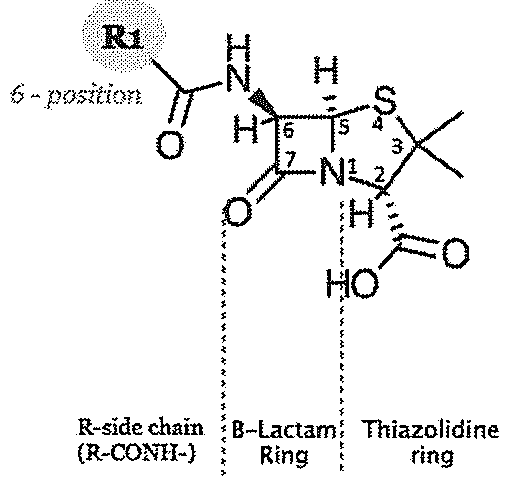 R1
6 - position
H
N
H
S
H
6
5
4
3
O
7
N
1
2
H
O
O
HO
R-side chain
(R-CONH-)
B-Lactam
Ring
Thiazolidine
ring